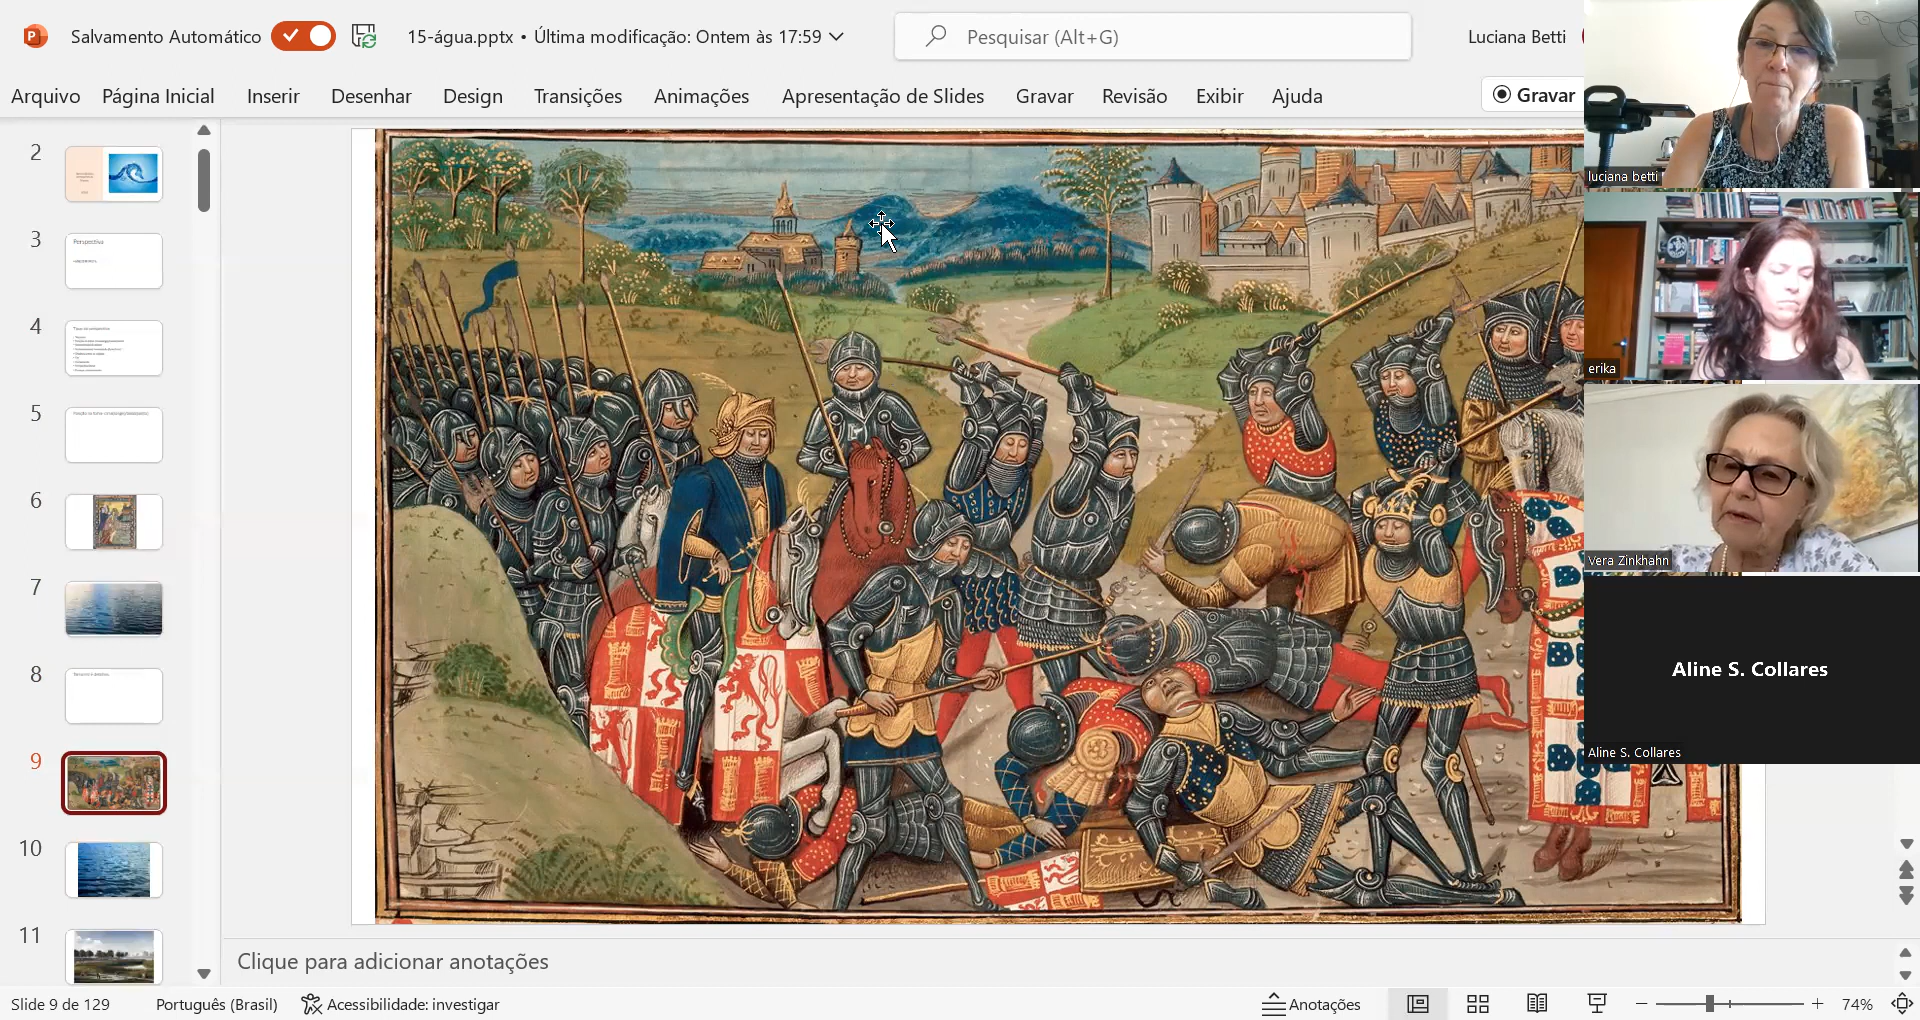 Salvamento Automático
15-água.pptx • Última modificação: Ontem às 17:59
Pesquisar (Alt+G)
Luciana Betti
Arquivo Página Inicial Inserir Desenhar Design Transições Animações Apresentação de Slides Gravar Revisão Exibir Ajuda
Gravar
luciana betti
erika
Vera Zinkhahn
Aline S. Collares
Aline S. Collares
2
3
Perspectiva
4
5
6
7
8
9
10
11
Clique para adicionar anotações
Slide 9 de 129
Português (Brasil)
Acessibilidade: investigar
Anotações
74%